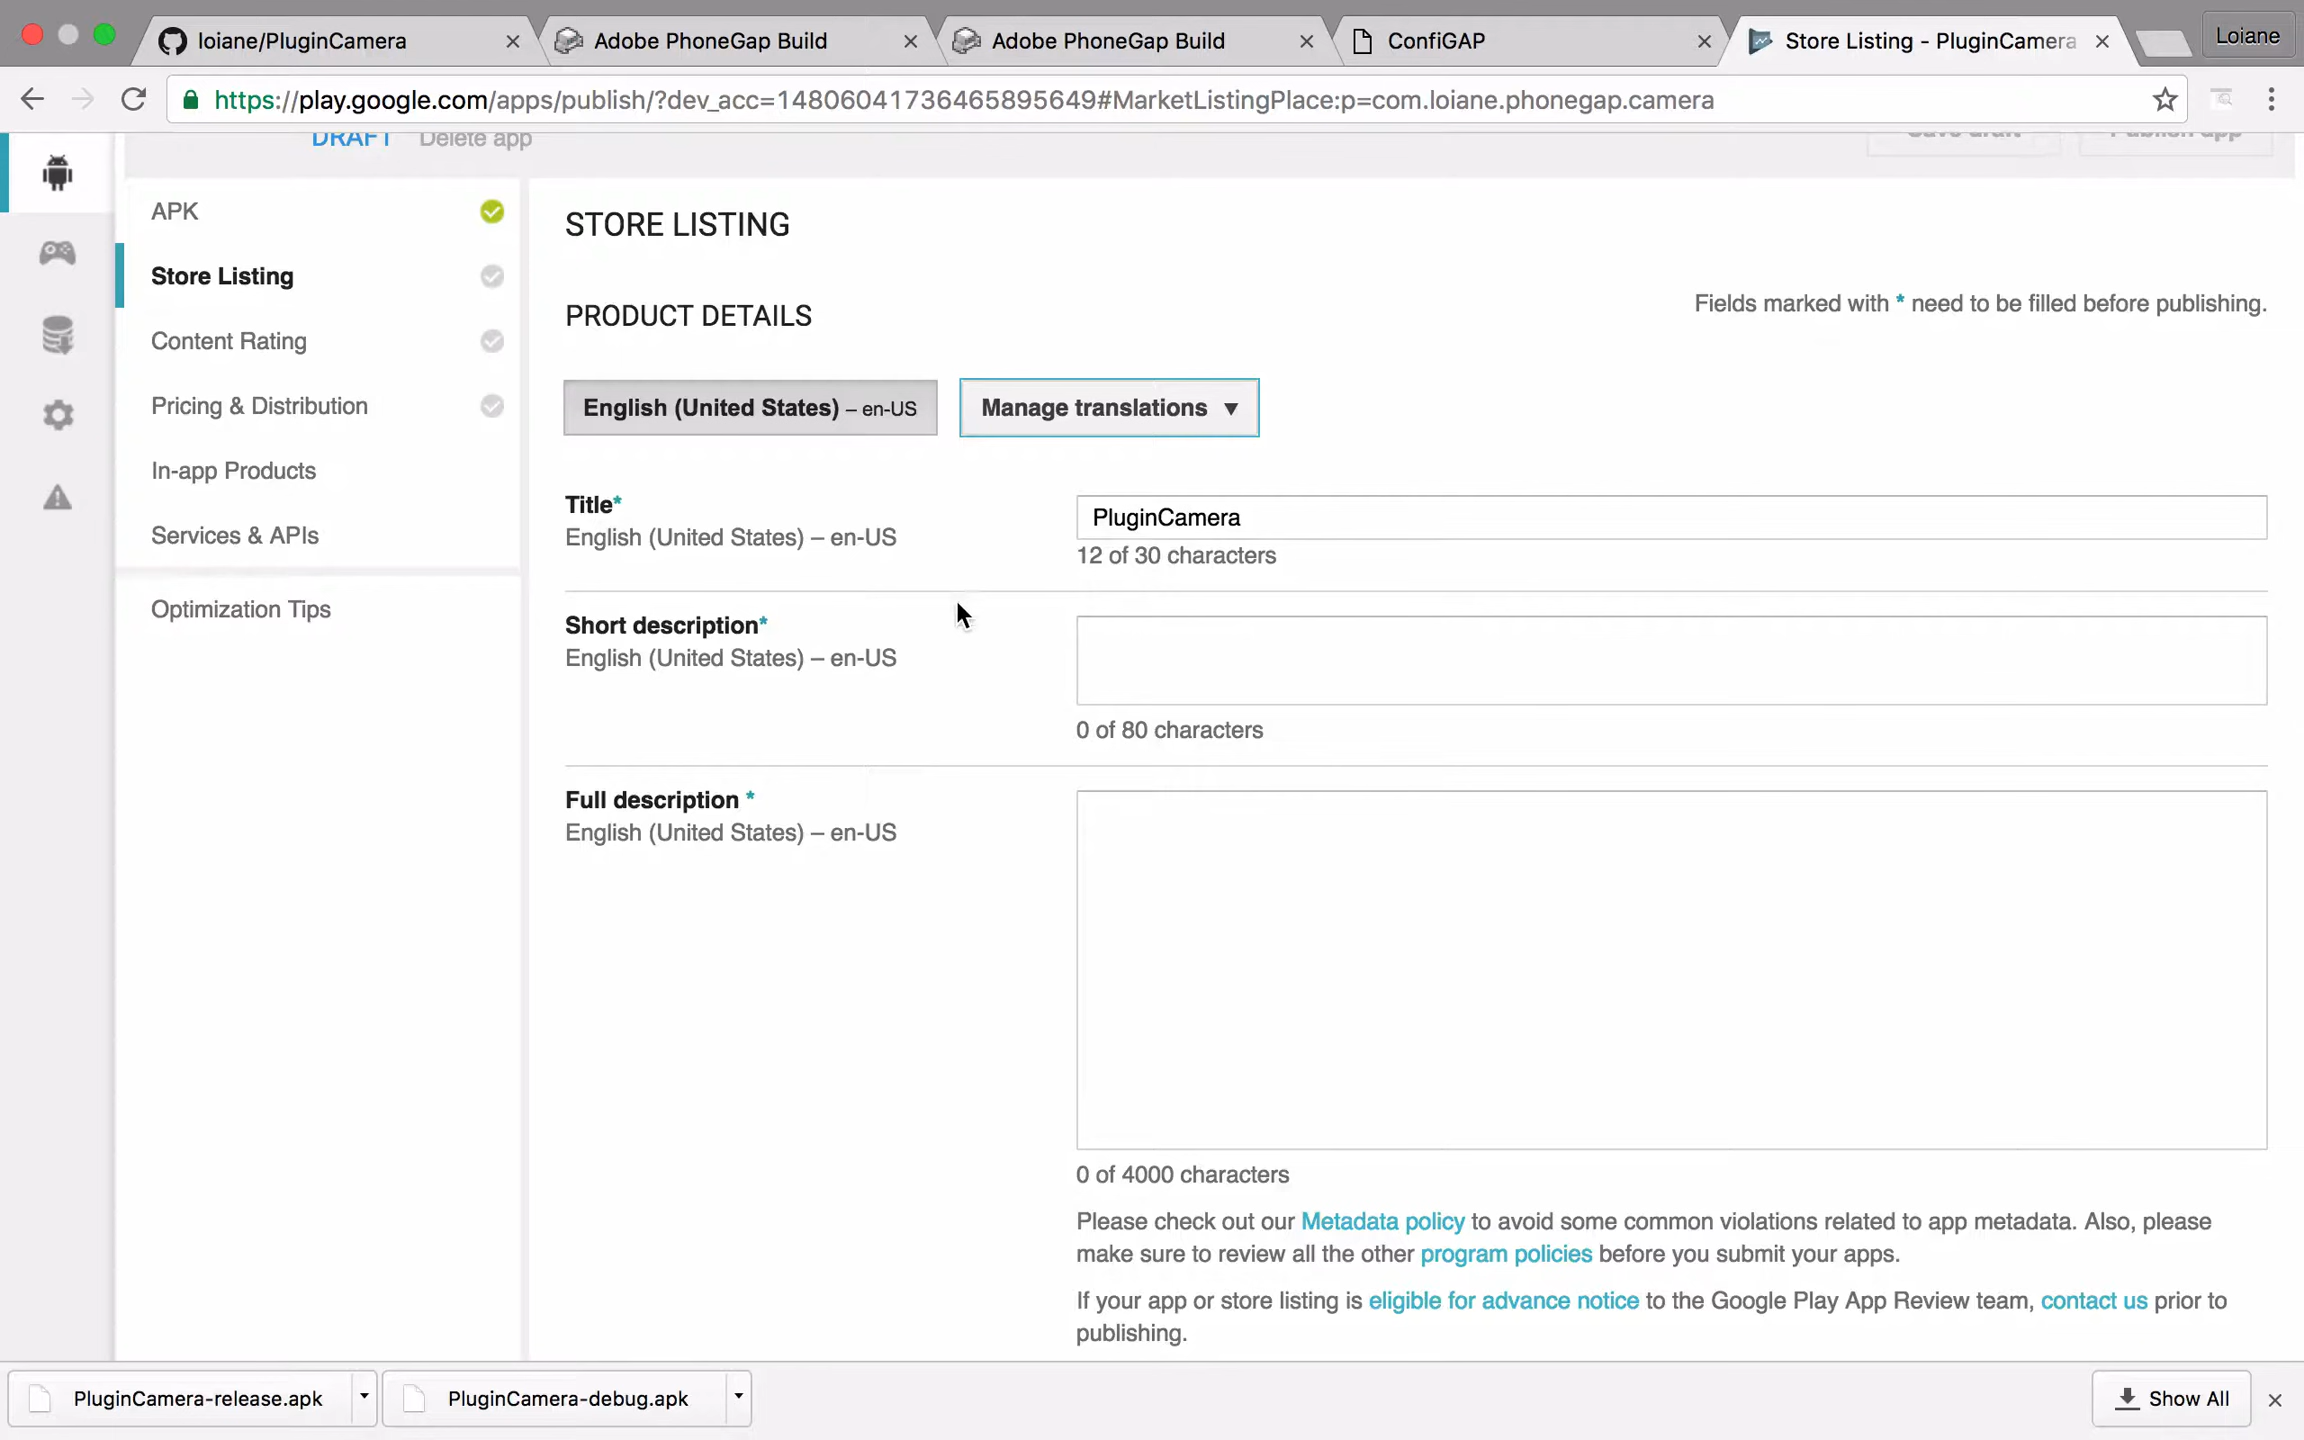 loiane/PluginCamera
Adobe PhoneGap Build
Adobe PhoneGap Build
ConfiGAP
Store Listing - PluginCamera
Loiane
https://play.google.com/apps/publish/?dev_acc=14806041736465895649#MarketListingPlace:p=com.loiane.phonegap.camera
DRAFT Delete app
Save draft Publish app
APK
Store Listing
Content Rating
Pricing & Distribution
In-app Products
Services & APIs
Optimization Tips
STORE LISTING
PRODUCT DETAILS
Fields marked with * need to be filled before publishing.
English (United States) – en-US
Manage translations ▼
Title*
English (United States) – en-US
PluginCamera
12 of 30 characters
Short description*
English (United States) – en-US
0 of 80 characters
Full description *
English (United States) – en-US
0 of 4000 characters
Please check out our Metadata policy to avoid some common violations related to app metadata. Also, please
make sure to review all the other program policies before you submit your apps.
If your app or store listing is eligible for advance notice to the Google Play App Review team, contact us prior to
publishing.
PluginCamera-release.apk
PluginCamera-debug.apk
Show All